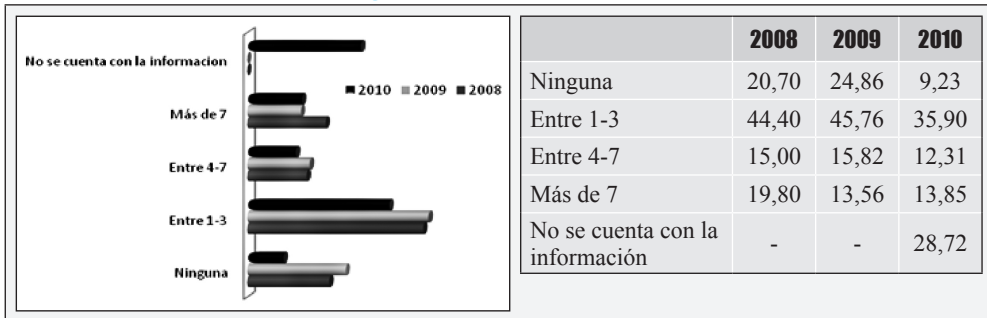 No se cuenta con la informacion
■ 2010 ■ 2009 ■ 2008
Más de 7
Entre 4-7
Entre 1-3
Ninguna
2008 2009 2010
Ninguna 20,70 24,86 9,23
Entre 1-3 44,40 45,76 35,90
Entre 4-7 15,00 15,82 12,31
Más de 7 19,80 13,56 13,85
No se cuenta con la
información - - 28,72